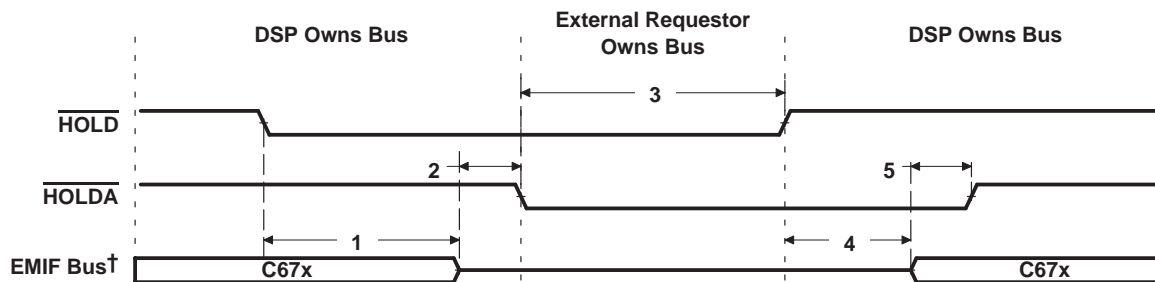 DSP Owns Bus
External Requestor
Owns Bus
DSP Owns Bus
3
HOLD
2
5
HOLDA
1
4
EMIF Bus†
C67x
C67x